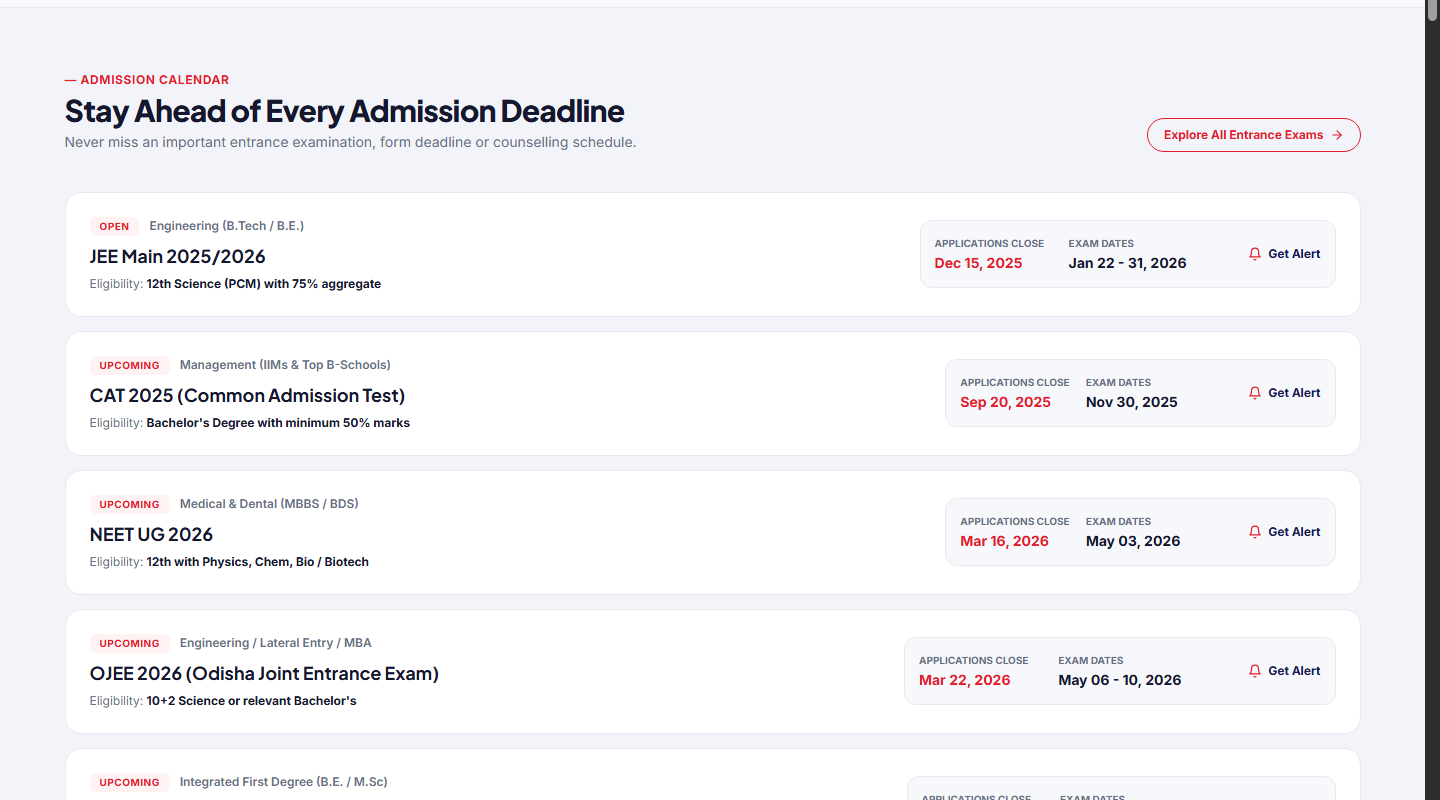 — ADMISSION CALENDAR
Stay Ahead of Every Admission Deadline
Never miss an important entrance examination, form deadline or counselling schedule.
Explore All Entrance Exams →
OPEN Engineering (B.Tech / B.E.)
JEE Main 2025/2026
Eligibility: 12th Science (PCM) with 75% aggregate
APPLICATIONS CLOSE EXAM DATES
Dec 15, 2025 Jan 22 - 31, 2026
Get Alert
UPCOMING Management (IIMs & Top B-Schools)
CAT 2025 (Common Admission Test)
Eligibility: Bachelor's Degree with minimum 50% marks
APPLICATIONS CLOSE EXAM DATES
Sep 20, 2025 Nov 30, 2025
Get Alert
UPCOMING Medical & Dental (MBBS / BDS)
NEET UG 2026
Eligibility: 12th with Physics, Chem, Bio / Biotech
APPLICATIONS CLOSE EXAM DATES
Mar 16, 2026 May 03, 2026
Get Alert
UPCOMING Engineering / Lateral Entry / MBA
OJEE 2026 (Odisha Joint Entrance Exam)
Eligibility: 10+2 Science or relevant Bachelor's
APPLICATIONS CLOSE EXAM DATES
Mar 22, 2026 May 06 - 10, 2026
Get Alert
UPCOMING Integrated First Degree (B.E. / M.Sc)
APPLICATIONS CLOSE EXAM DATES